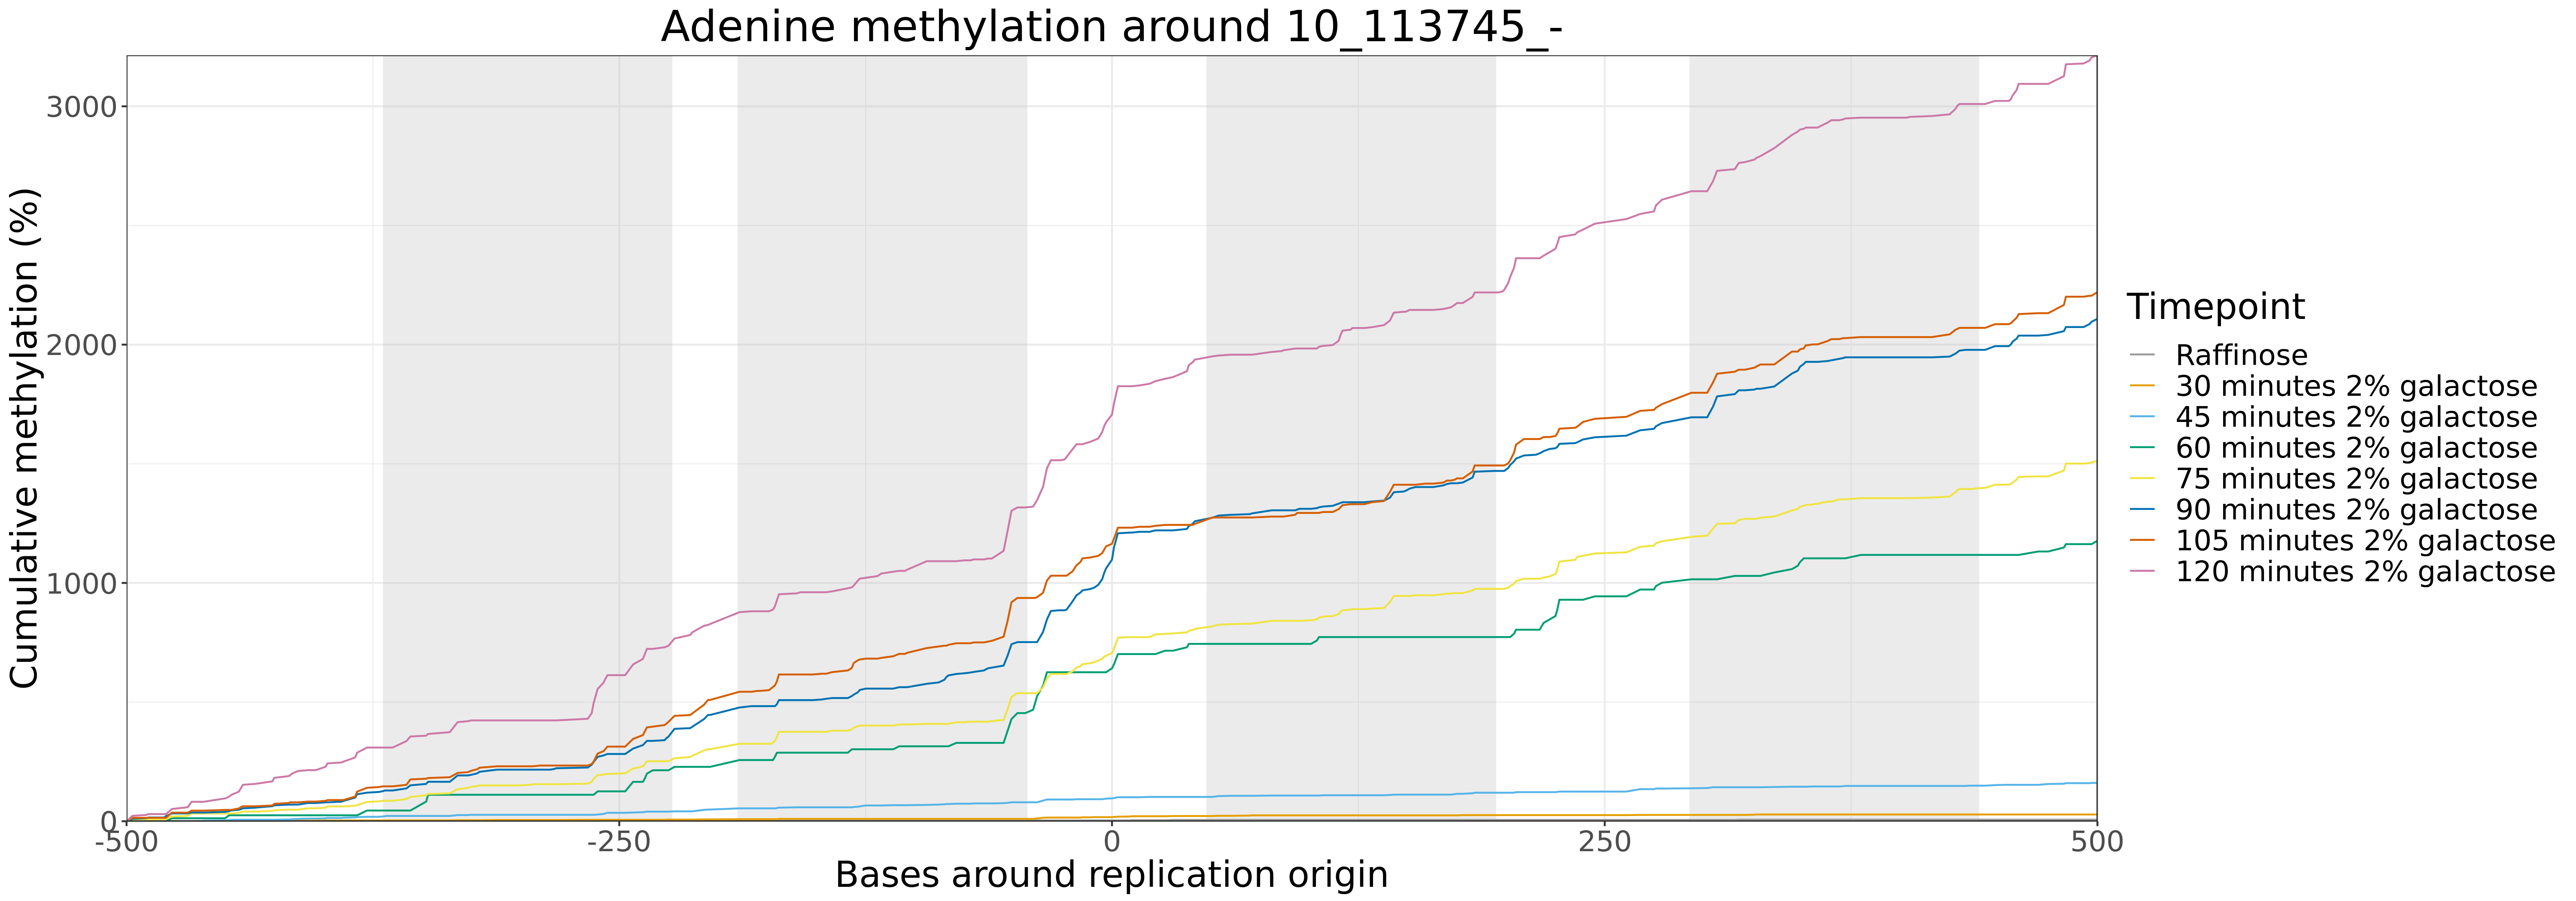 Adenine methylation around 10_113745_-
Cumulative methylation (%)
3000
2000
1000
0
-500
-250
0
250
500
Bases around replication origin
Timepoint
Raffinose
30 minutes 2% galactose
45 minutes 2% galactose
60 minutes 2% galactose
75 minutes 2% galactose
90 minutes 2% galactose
105 minutes 2% galactose
120 minutes 2% galactose